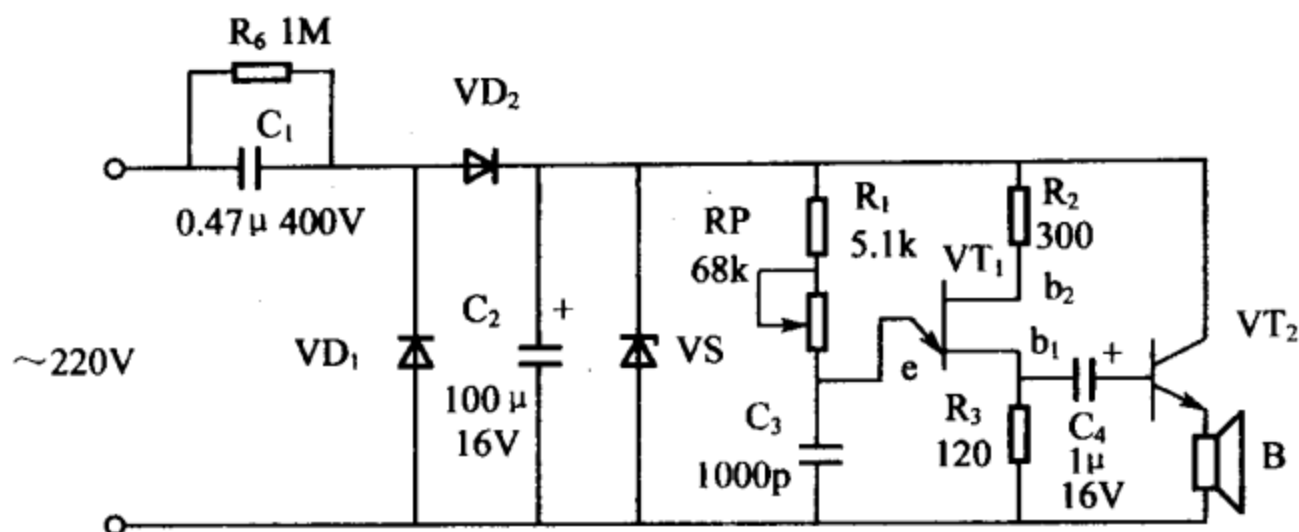 R₆ 1M
C₁
0.47μ 400V
VD₂
~220V
VD₁
C₂
+
100μ
16V
VS
RP
68k
R₁
5.1k
C₃
1000p
VT₁
e
b₂
b₁
R₂
300
R₃
120
C₄
+
1μ
16V
VT₂
B